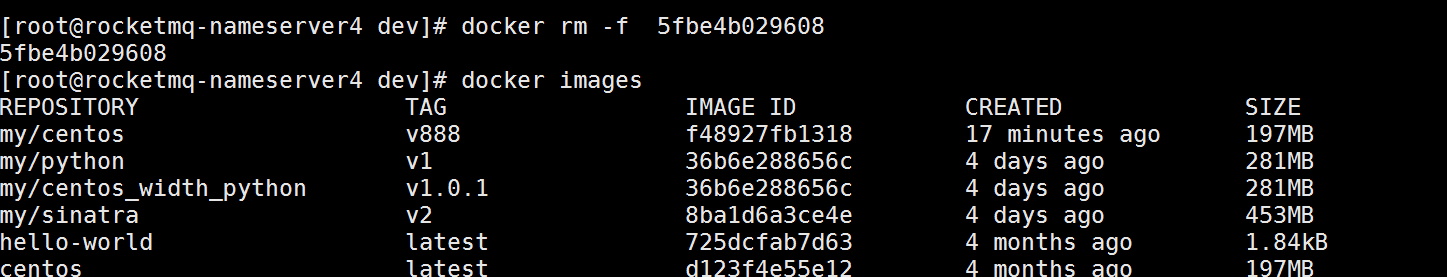 [root@rocketmq-nameserver4 dev]# docker rm -f  5fbe4b029608
5fbe4b029608
[root@rocketmq-nameserver4 dev]# docker images
REPOSITORY                   TAG                 IMAGE ID            CREATED             SIZE
my/centos                    v888                f48927fb1318        17 minutes ago      197MB
my/python                    v1                  36b6e288656c        4 days ago          281MB
my/centos_width_python       v1.0.1              36b6e288656c        4 days ago          281MB
my/sinatra                   v2                  8ba1d6a3ce4e        4 days ago          453MB
hello-world                  latest              725dcfab7d63        4 months ago        1.84kB
centos                       latest              d123f4e55e12        4 months ago        197MB